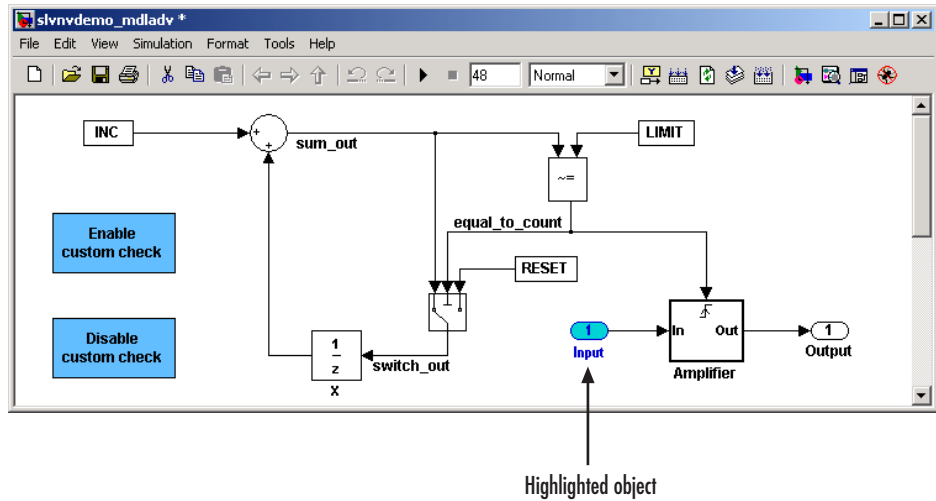 slvnvdemo_mdladv *
File Edit View Simulation Format Tools Help
48 Normal
INC
+
+
sum_out
LIMIT
~=
equal_to_count
Enable
custom check
RESET
Disable
custom check
1
z
X
switch_out
1
Input
In Out
Amplifier
1
Output
Highlighted object